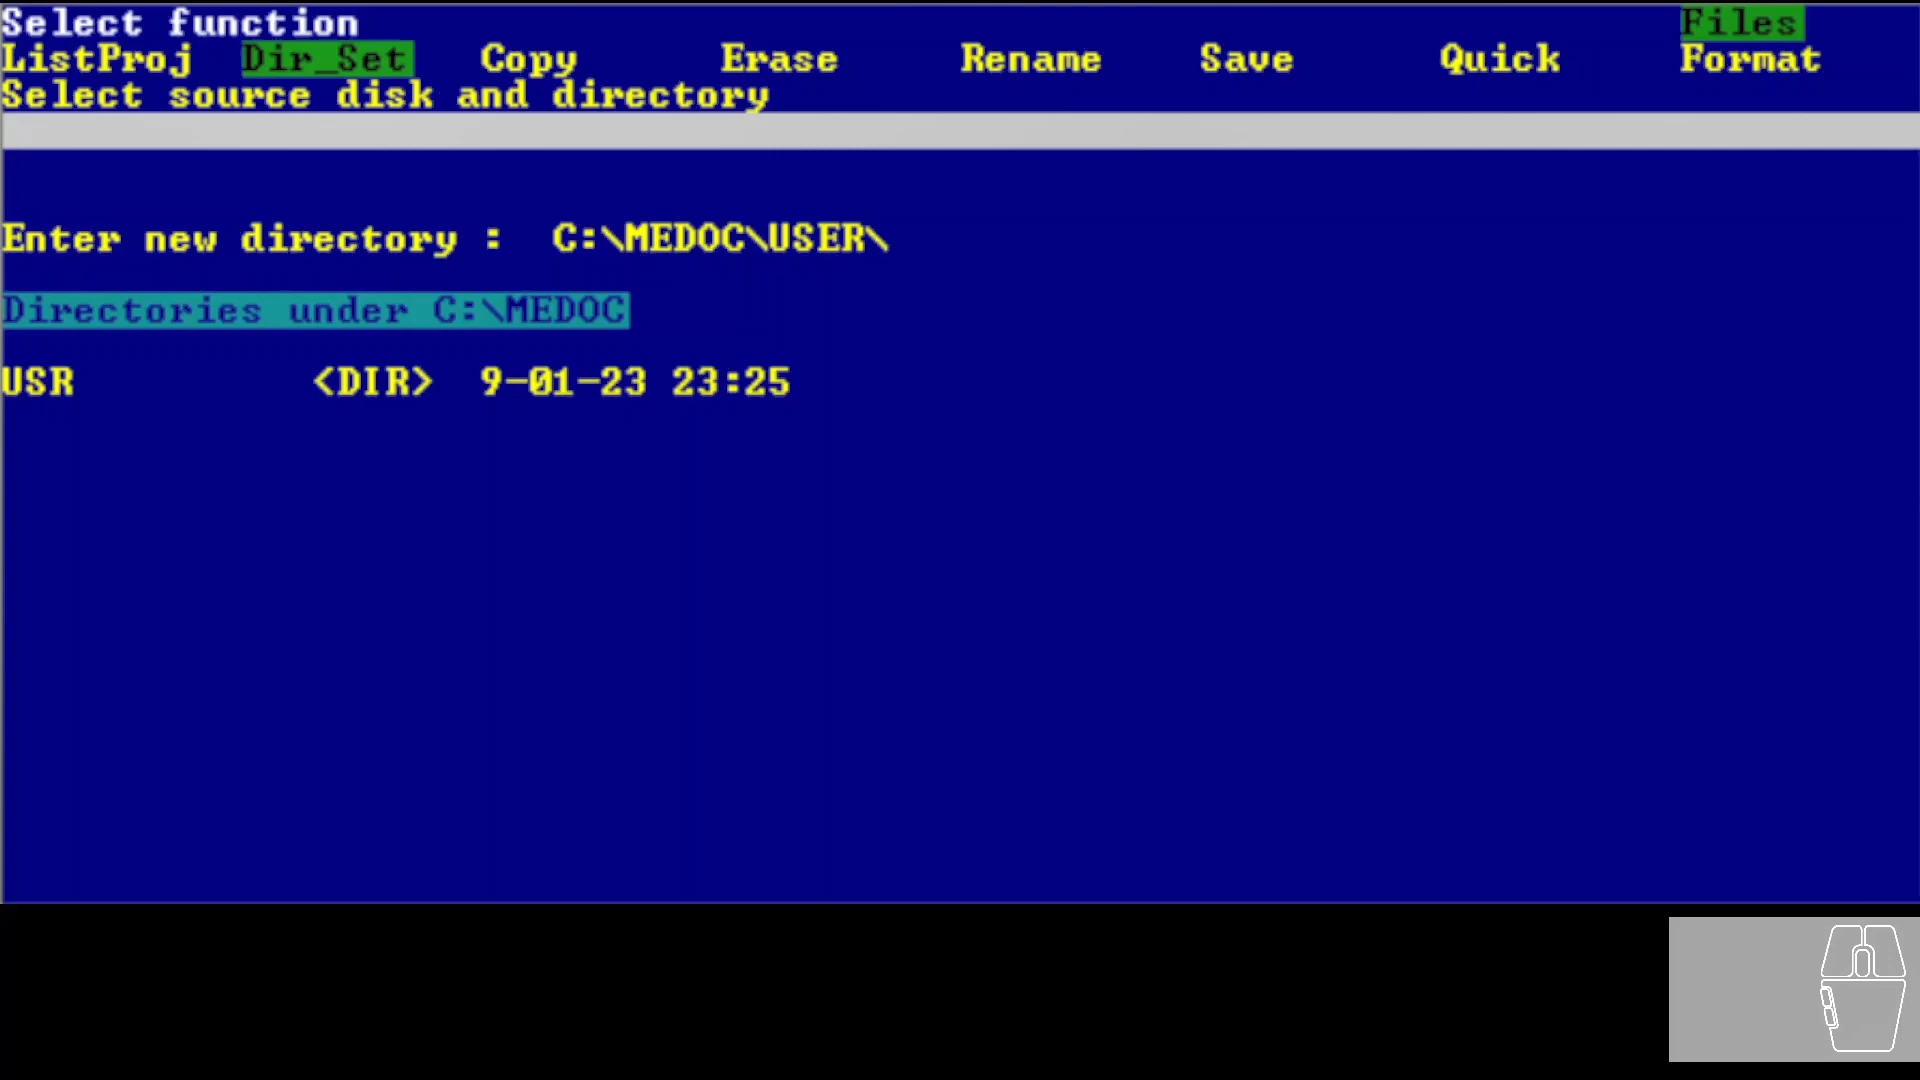 Select function Files
ListProj Dir_Set Copy Erase Rename Save Quick Format
Select source disk and directory
Enter new directory : C:\MEDOC\USER\
Directories under C:\MEDOC
USR <DIR> 9-01-23 23:25